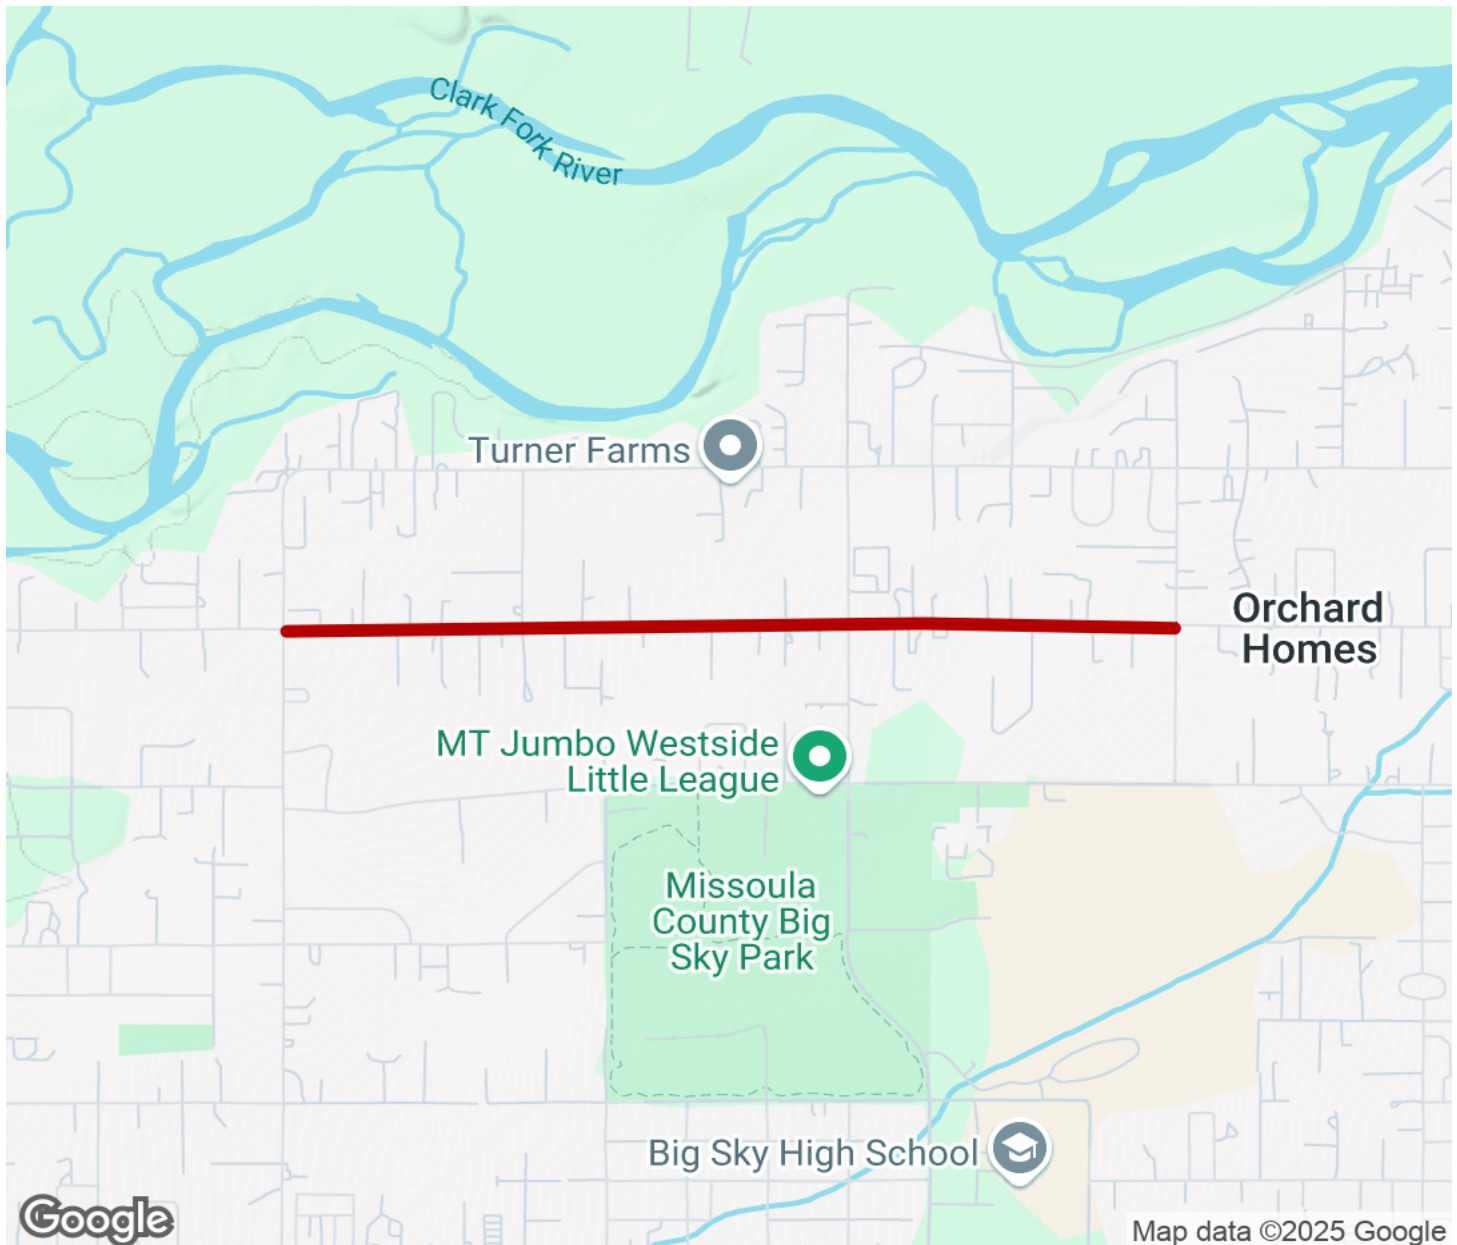 Clark Fork River
Turner Farms
Orchard
Homes
MT Jumbo Westside
Little League
Missoula
County Big
Sky Park
Big Sky High School
Google
Map data ©2025 Google